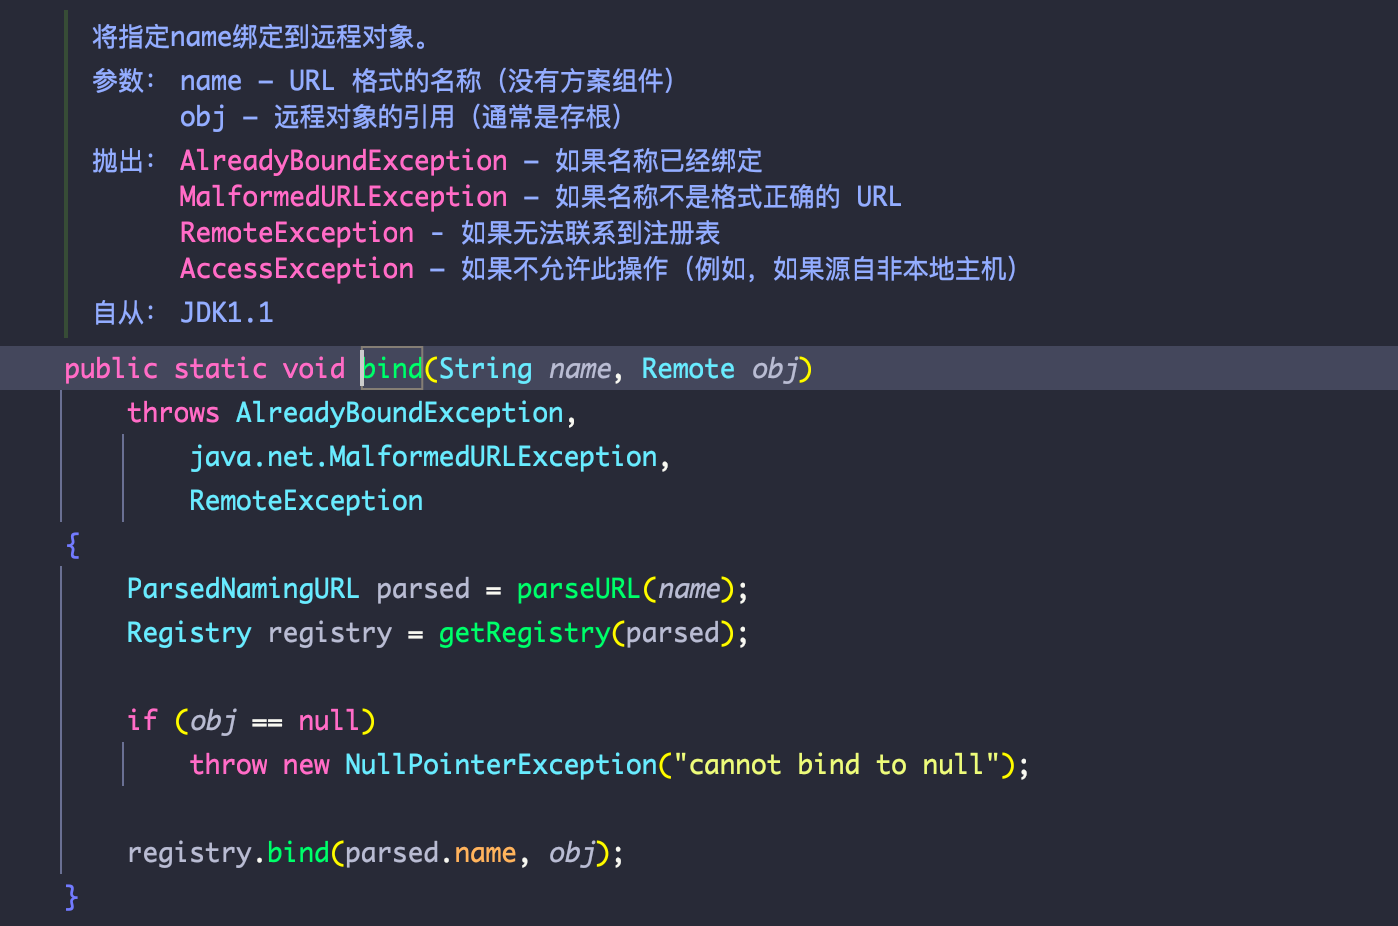 将指定name绑定到远程对象。
参数： name – URL 格式的名称（没有方案组件）
obj – 远程对象的引用（通常是存根）
抛出： AlreadyBoundException – 如果名称已经绑定
MalformedURLException – 如果名称不是格式正确的 URL
RemoteException - 如果无法联系到注册表
AccessException – 如果不允许此操作（例如，如果源自非本地主机）
自从： JDK1.1
public static void bind(String name, Remote obj)
throws AlreadyBoundException,
java.net.MalformedURLException,
RemoteException
{
ParsedNamingURL parsed = parseURL(name);
Registry registry = getRegistry(parsed);
if (obj == null)
throw new NullPointerException("cannot bind to null");
registry.bind(parsed.name, obj);
}